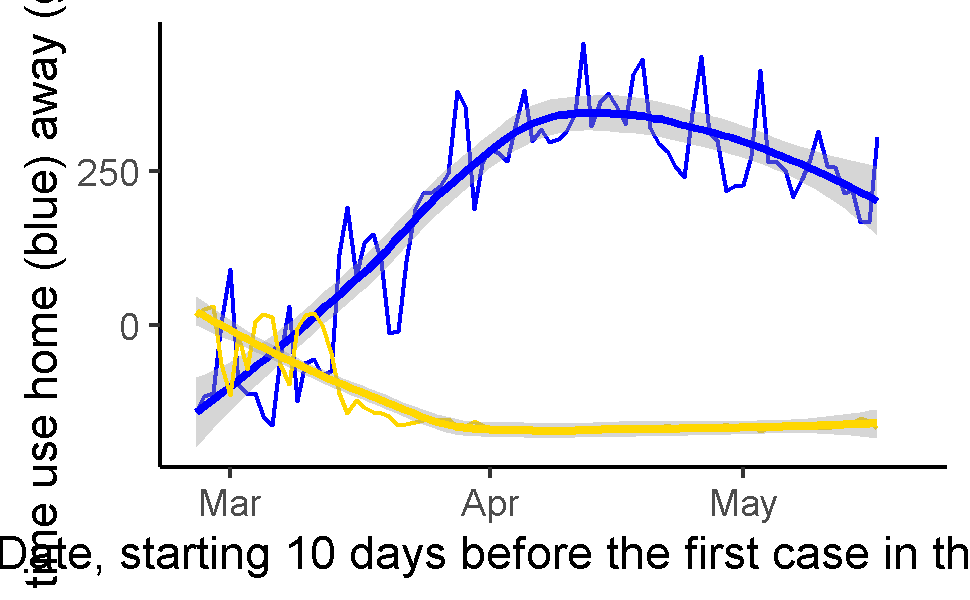 time use home (blue) away (
250
0
Mar Apr May
Date, starting 10 days before the first case in th